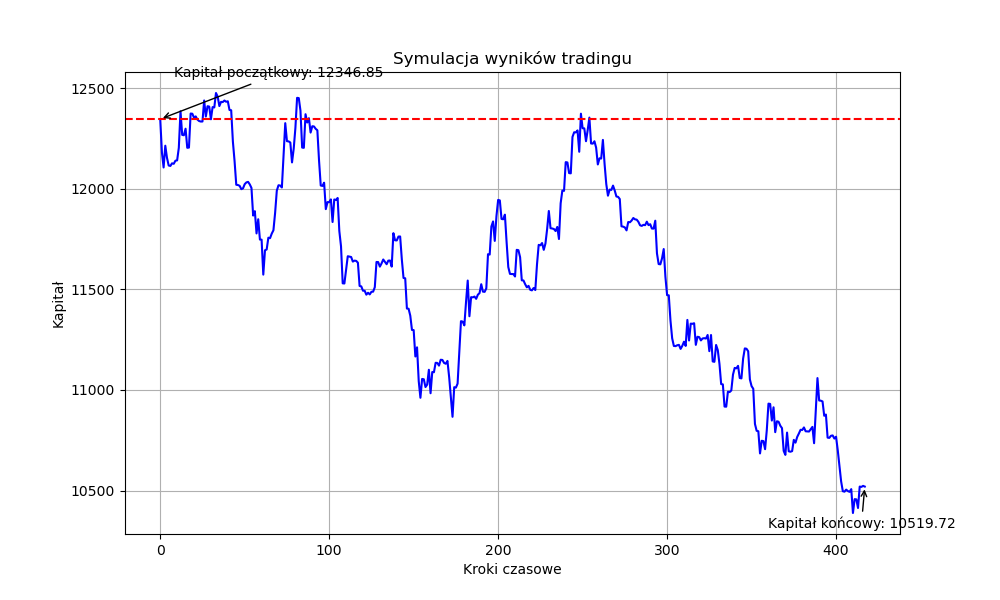 Symulacja wyników tradingu
Kapitał początkowy: 12346.85
12500
12000
11500
11000
10500
Kapitał
Kapitał końcowy: 10519.72
0 100 200 300 400
Kroki czasowe